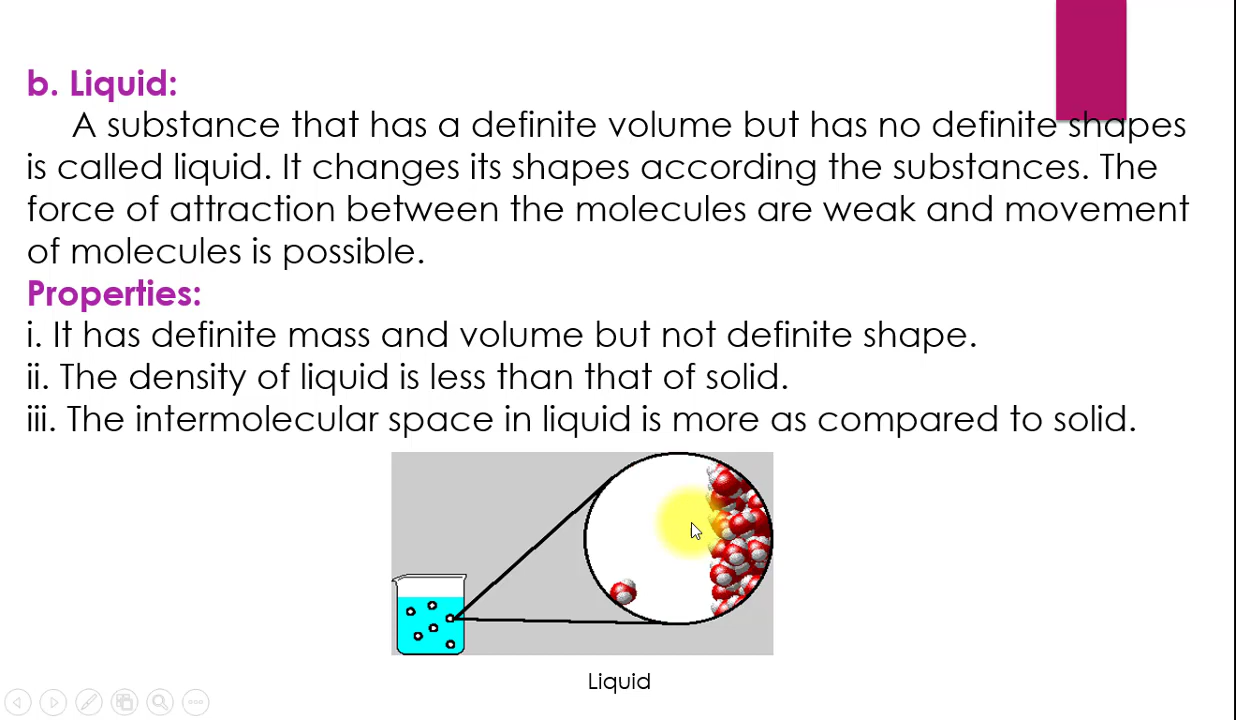 b. Liquid:
A substance that has a definite volume but has no definite shapes
is called liquid. It changes its shapes according the substances. The
force of attraction between the molecules are weak and movement
of molecules is possible.
Properties:
i. It has definite mass and volume but not definite shape.
ii. The density of liquid is less than that of solid.
iii. The intermolecular space in liquid is more as compared to solid.
Liquid